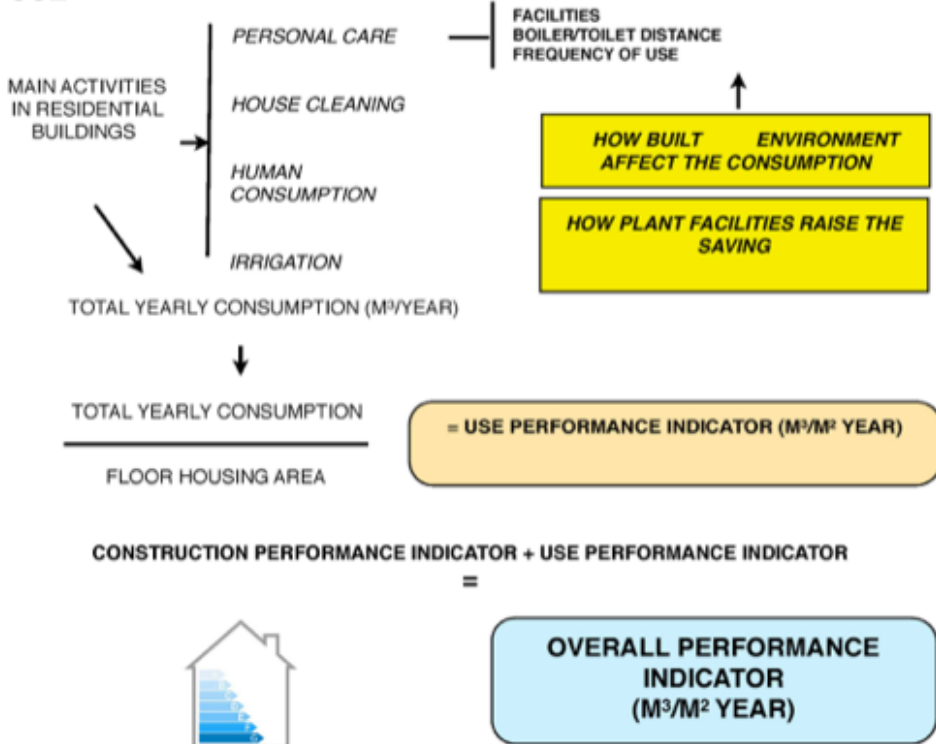 FACILITIES
BOILER/TOILET DISTANCE
FREQUENCY OF USE
PERSONAL CARE
MAIN ACTIVITIES
IN RESIDENTIAL
BUILDINGS
HOUSE CLEANING
HUMAN
CONSUMPTION
IRRIGATION
HOW BUILT ENVIRONMENT
AFFECT THE CONSUMPTION
HOW PLANT FACILITIES RAISE THE
SAVING
TOTAL YEARLY CONSUMPTION (M³/YEAR)
TOTAL YEARLY CONSUMPTION
FLOOR HOUSING AREA
= USE PERFORMANCE INDICATOR (M³/M² YEAR)
CONSTRUCTION PERFORMANCE INDICATOR + USE PERFORMANCE INDICATOR
=
OVERALL PERFORMANCE
INDICATOR
(M³/M² YEAR)